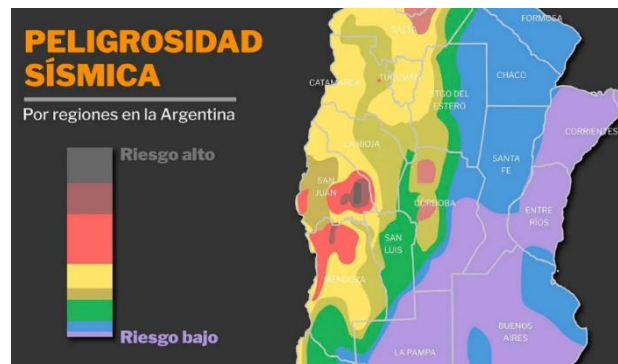 PELIGROSIDAD
SÍSMICA
Por regiones en la Argentina
Riesgo alto
Riesgo bajo
FORMOSA
SALTA
CHACO
TUCUMÁN
CATAMARCA
STGO DEL
ESTERO
CORRIENTES
LA RIOJA
SANTA
FE
SAN
JUAN
CÓRDOBA
ENTRE
RÍOS
SAN
LUIS
MENDOZA
BUENOS
AIRES
LA PAMPA